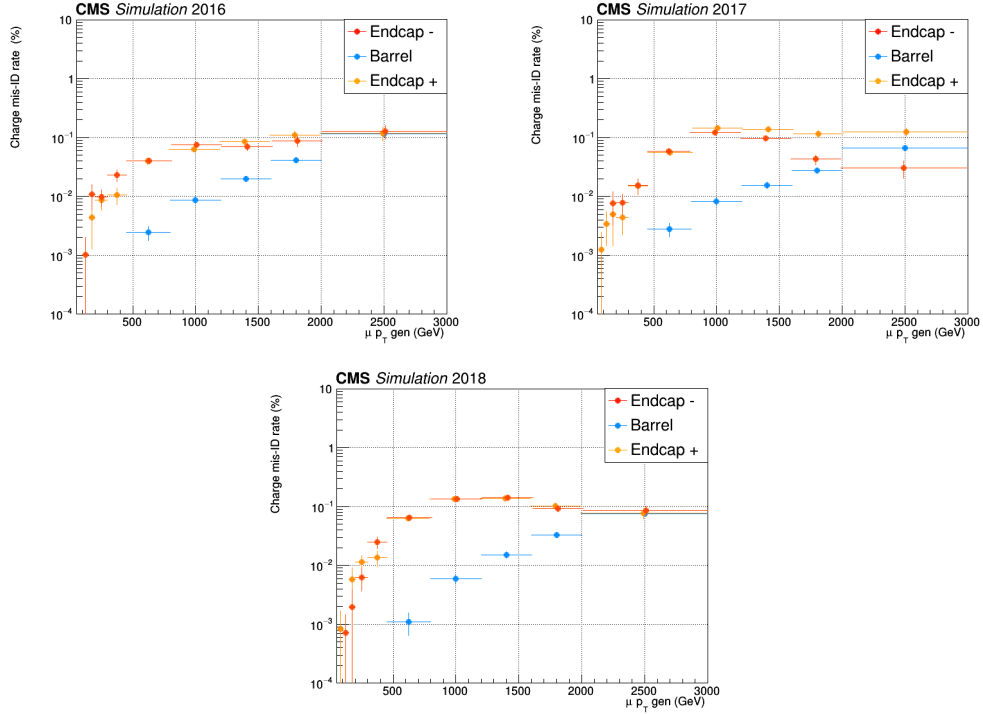 CMS Simulation 2016
Charge mis-ID rate (%)
10
1
10⁻¹
10⁻²
10⁻³
10⁻⁴
Endcap -
Barrel
Endcap +
500 1000 1500 2000 2500 3000
μ p_T gen (GeV)
CMS Simulation 2017
Charge mis-ID rate (%)
10
1
10⁻¹
10⁻²
10⁻³
10⁻⁴
Endcap -
Barrel
Endcap +
500 1000 1500 2000 2500 3000
μ p_T gen (GeV)
CMS Simulation 2018
Charge mis-ID rate (%)
10
1
10⁻¹
10⁻²
10⁻³
10⁻⁴
Endcap -
Barrel
Endcap +
500 1000 1500 2000 2500 3000
μ p_T gen (GeV)